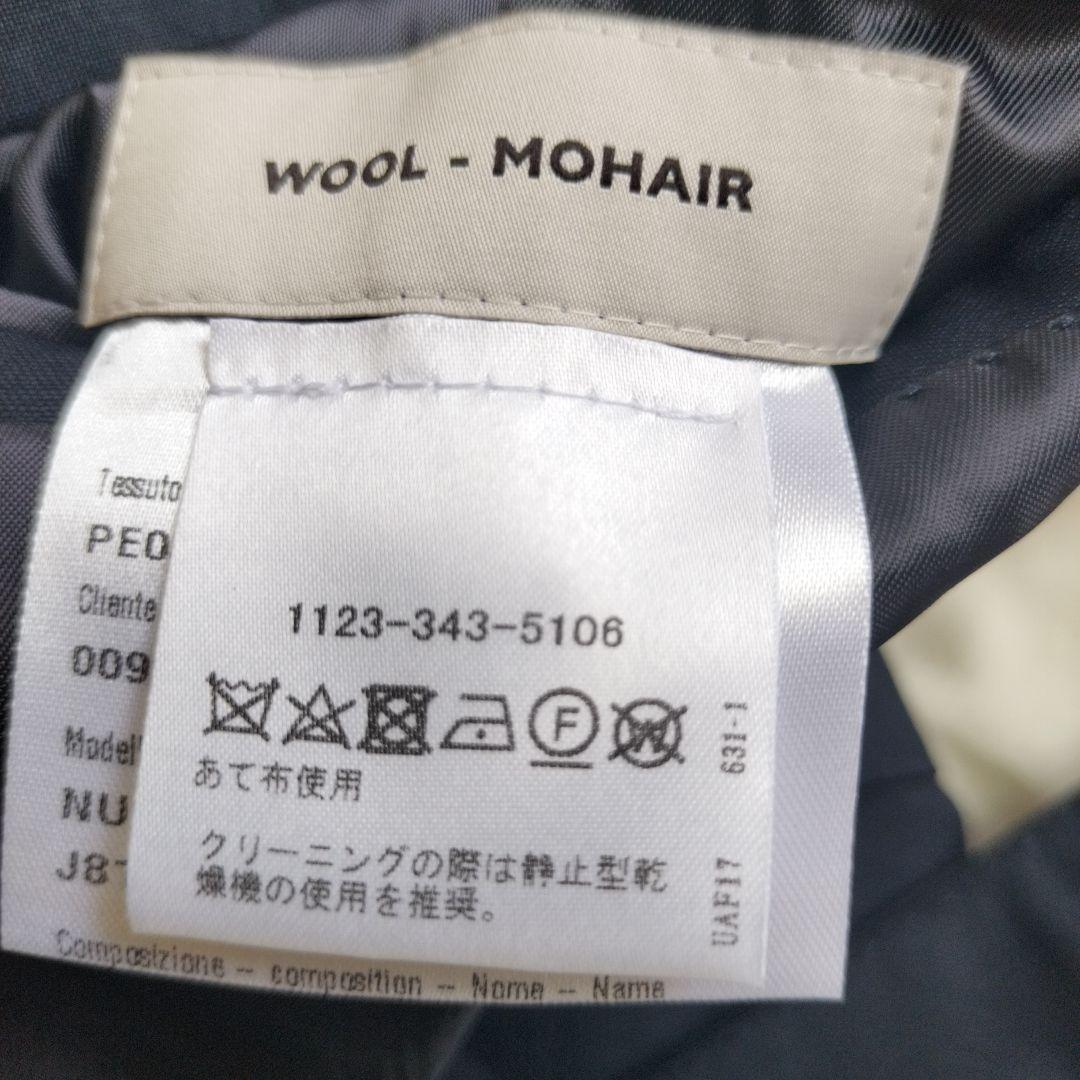 WOOL - MOHAIR
Tessuto
PE0
Cliente
009
Modell
NU
J8
1123-343-5106
F
W
あて布使用
クリーニングの際は静止型乾
燥機の使用を推奨。
631-1
UAF17
Composizione -- composition -- Nome -- Name